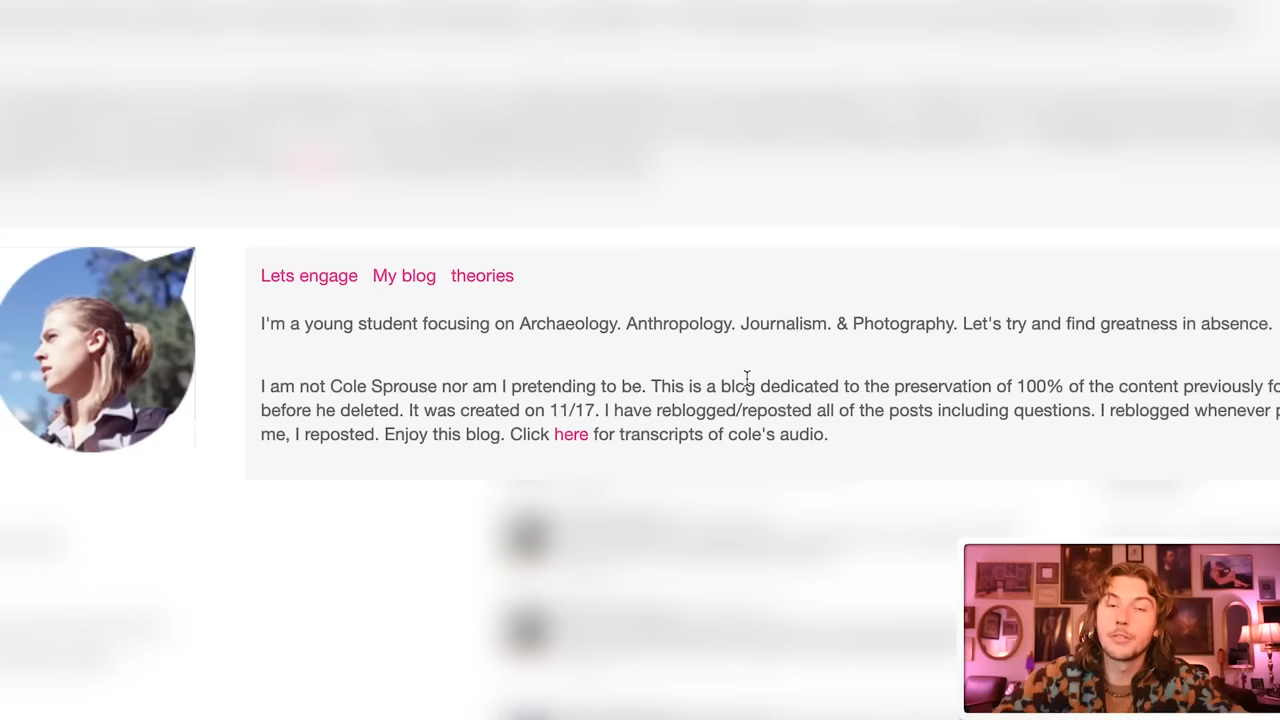 Lets engage My blog theories
I'm a young student focusing on Archaeology. Anthropology. Journalism. & Photography. Let's try and find greatness in absence.
I am not Cole Sprouse nor am I pretending to be. This is a blog dedicated to the preservation of 100% of the content previously
before he deleted. It was created on 11/17. I have reblogged/reposted all of the posts including questions. I reblogged whenever
me, I reposted. Enjoy this blog. Click here for transcripts of cole's audio.